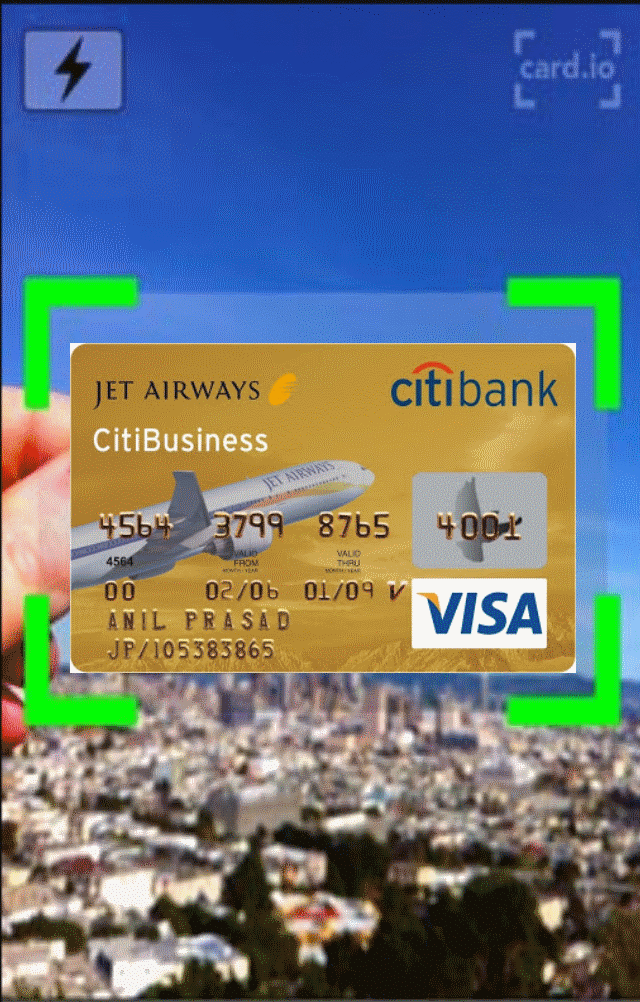 card.io
JET AIRWAYS citibank
CitiBusiness
JET AIRWAYS
4564 3799 8765 4001
4564 VALID FROM MONTH/YEAR VALID THRU MONTH/YEAR
00 02/06 01/09 V
ANIL PRASAD VISA
JP/105383865